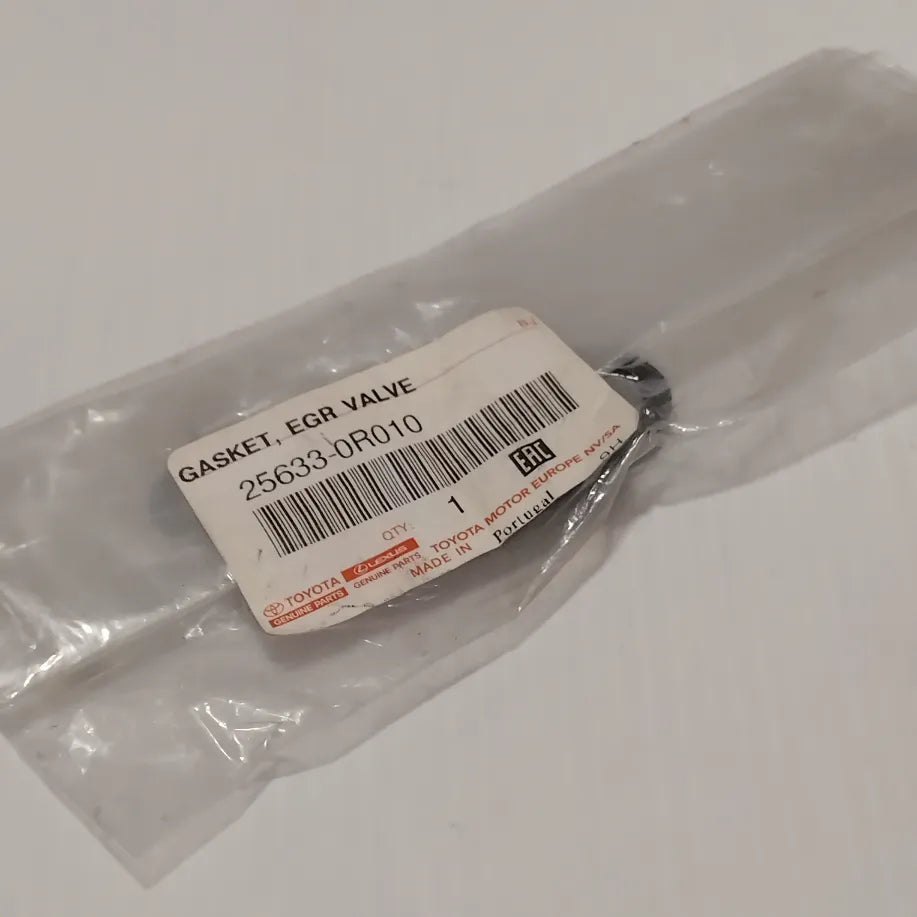 BJ
GASKET, EGR VALVE
25633-0R010
EAC
QTY: 1
TOYOTA
GENUINE PARTS
LEXUS
GENUINE PARTS
TOYOTA MOTOR EUROPE NV/SA
MADE IN Portugal